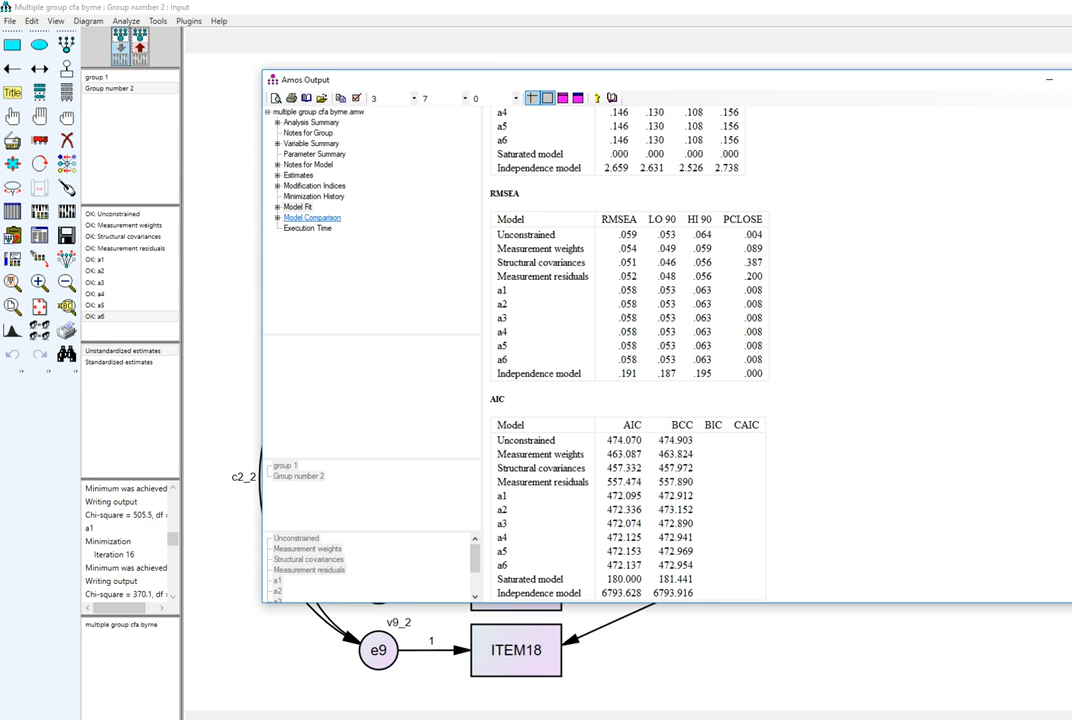 Multiple group cfa byrne : Group number 2 : Input
File Edit View Diagram Analyze Tools Plugins Help
Title
group 1
Group number 2
OK: Unconstrained
OK: Measurement weights
OK: Structural covariances
OK: Measurement residuals
OK: a1
OK: a2
OK: a3
OK: a4
OK: a5
OK: a6
Unstandardized estimates
Standardized estimates
Minimum was achieved
Writing output
Chi-square = 505.5, df =
a1
Minimization
Iteration 16
Minimum was achieved
Writing output
Chi-square = 370.1, df =
multiple group cfa byrne
Amos Output
3 7 0
multiple group cfa byrne.amw
Analysis Summary
Notes for Group
Variable Summary
Parameter Summary
Notes for Model
Estimates
Modification Indices
Minimization History
Model Fit
Model Comparison
Execution Time
group 1
Group number 2
Unconstrained
Measurement weights
Structural covariances
Measurement residuals
a1
a2
a4 .146 .130 .108 .156
a5 .146 .130 .108 .156
a6 .146 .130 .108 .156
Saturated model .000 .000 .000 .000
Independence model 2.659 2.631 2.526 2.738
RMSEA
Model RMSEA LO 90 HI 90 PCLOSE
Unconstrained .059 .053 .064 .004
Measurement weights .054 .049 .059 .089
Structural covariances .051 .046 .056 .387
Measurement residuals .052 .048 .056 .200
a1 .058 .053 .063 .008
a2 .058 .053 .063 .008
a3 .058 .053 .063 .008
a4 .058 .053 .063 .008
a5 .058 .053 .063 .008
a6 .058 .053 .063 .008
Independence model .191 .187 .195 .000
AIC
Model AIC BCC BIC CAIC
Unconstrained 474.070 474.903
Measurement weights 463.087 463.824
Structural covariances 457.332 457.972
Measurement residuals 557.474 557.890
a1 472.095 472.912
a2 472.336 473.152
a3 472.074 472.890
a4 472.125 472.941
a5 472.153 472.969
a6 472.137 472.954
Saturated model 180.000 181.441
Independence model 6793.628 6793.916
c2_2
v9_2
e9 1 ITEM18